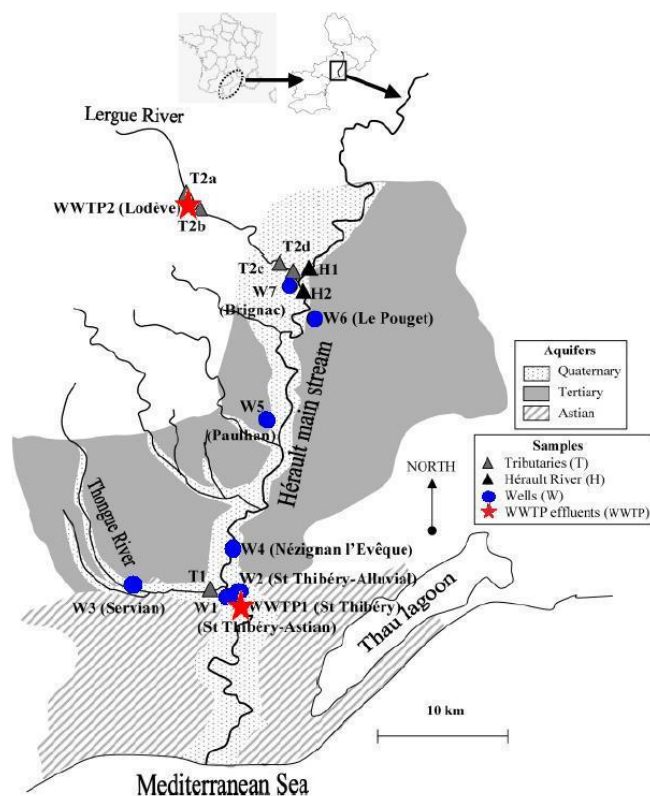 Lergue River
T2a
WWTP2 (Lodève)
T2b
T2d
T2c
H1
W7
H2
(Brignac)
W6 (Le Pouget)
Aquifers
Quaternary
Tertiary
Astian
Hérault main stream
W5
(Paulhan)
Samples
Tributaries (T)
Hérault River (H)
Wells (W)
WWTP effluents (WWTP)
NORTH
Thongue River
W4 (Nézignan l'Evêque)
T1
W2 (St Thibéry-Alluvial)
W3 (Servian)
W1
WWTP1 (St Thibéry)
(St Thibéry-Astian)
Thau lagoon
10 km
Mediterranean Sea